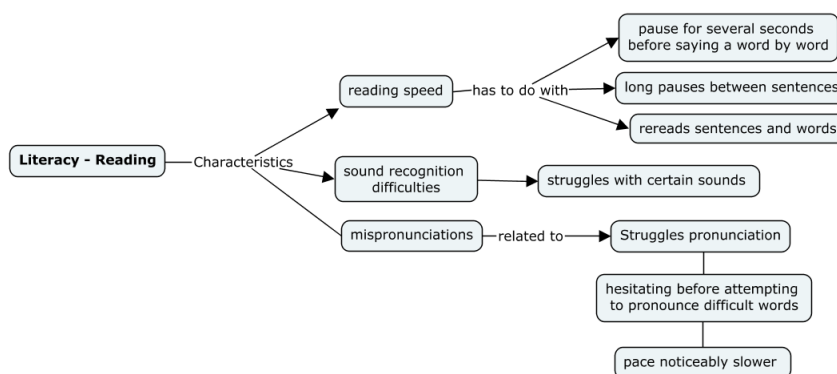 pause for several seconds
before saying a word by word
reading speed
has to do with
long pauses between sentences
rereads sentences and words
Literacy - Reading
Characteristics
sound recognition
difficulties
struggles with certain sounds
mispronunciations
related to
Struggles pronunciation
hesitating before attempting
to pronounce difficult words
pace noticeably slower